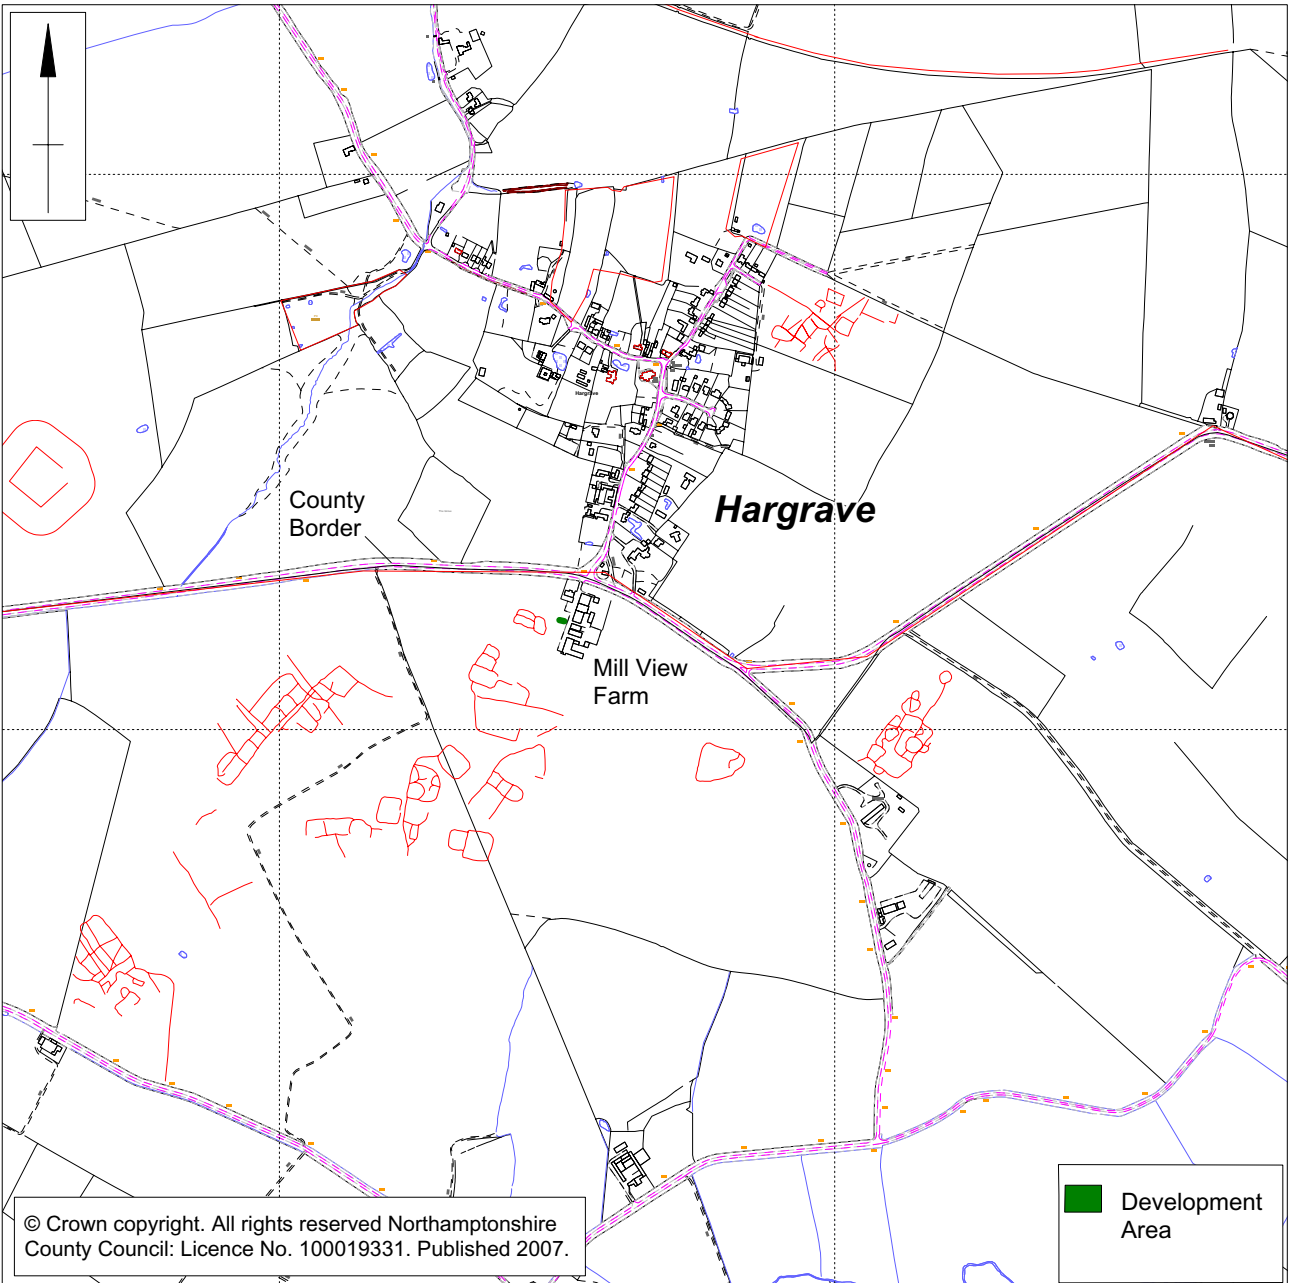 Hargrave
County
Border
Hargrave
Mill View
Farm
© Crown copyright. All rights reserved Northamptonshire
County Council: Licence No. 100019331. Published 2007.
Development
Area